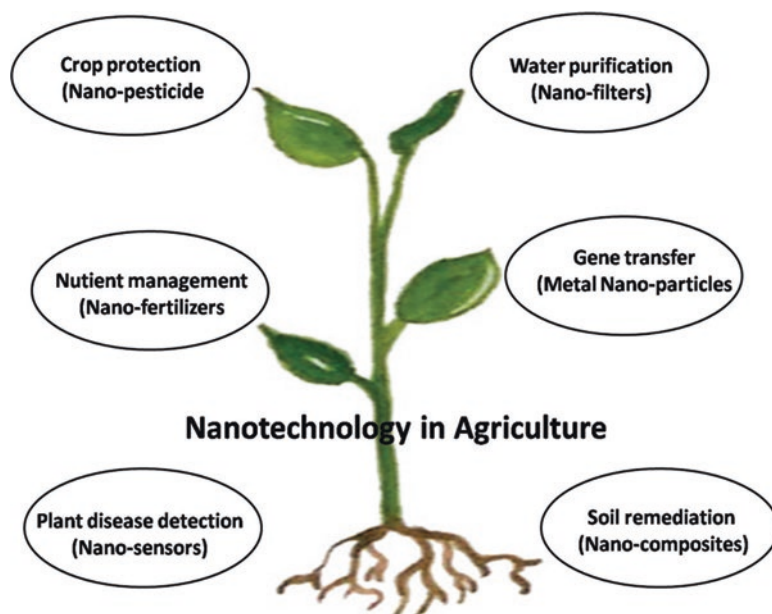 Crop protection
(Nano-pesticide
Water purification
(Nano-filters)
Nutient management
(Nano-fertilizers
Gene transfer
(Metal Nano-particles
Nanotechnology in Agriculture
Plant disease detection
(Nano-sensors)
Soil remediation
(Nano-composites)